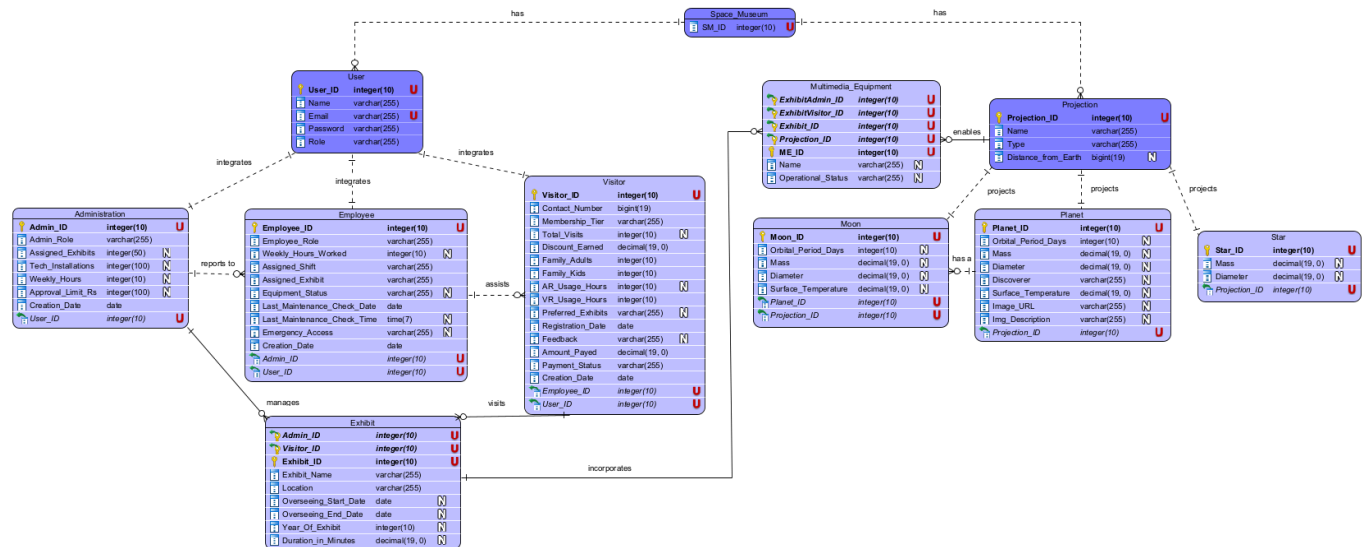 Space_Museum
SM_ID integer(10) U
has
has
User
User_ID integer(10) U
Name varchar(255)
Email varchar(255) U
Password varchar(255)
Role varchar(255)
Multimedia_Equipment
ExhibitAdmin_ID integer(10) U
ExhibitVisitor_ID integer(10) U
Exhibit_ID integer(10) U
Projection_ID integer(10) U
ME_ID integer(10) U
Name varchar(255) N
Operational_Status varchar(255) N
enables
Projection
Projection_ID integer(10) U
Name varchar(255)
Type varchar(255)
Distance_from_Earth bigint(19) N
integrates
integrates
integrates
projects
projects
projects
Administration
Admin_ID integer(10) U
Admin_Role varchar(255)
Assigned_Exhibits integer(50) N
Tech_Installations integer(100) N
Weekly_Hours integer(10) N
Approval_Limit_Rs integer(100) N
Creation_Date date
User_ID integer(10) U
reports to
Employee
Employee_ID integer(10) U
Employee_Role varchar(255)
Weekly_Hours_Worked integer(10) N
Assigned_Shift varchar(255)
Assigned_Exhibit varchar(255)
Equipment_Status varchar(255) N
Last_Maintenance_Check_Date date
Last_Maintenance_Check_Time time(7) N
Emergency_Access varchar(255) N
Creation_Date date
Admin_ID integer(10) U
User_ID integer(10) U
assists
Visitor
Visitor_ID integer(10) U
Contact_Number bigint(19)
Membership_Tier varchar(255)
Total_Visits integer(10) N
Discount_Earned decimal(19, 0)
Family_Adults integer(10)
Family_Kids integer(10)
AR_Usage_Hours integer(10) N
VR_Usage_Hours integer(10)
Preferred_Exhibits varchar(255) N
Registration_Date date
Feedback varchar(255) N
Amount_Payed decimal(19, 0)
Payment_Status varchar(255)
Creation_Date date
Employee_ID integer(10) U
User_ID integer(10) U
Moon
Moon_ID integer(10) U
Orbital_Period_Days integer(10) N
Mass decimal(19, 0) N
Diameter decimal(19, 0) N
Surface_Temperature decimal(19, 0) N
Planet_ID integer(10) U
Projection_ID integer(10) U
has a
Planet
Planet_ID integer(10) U
Orbital_Period_Days integer(10) N
Mass decimal(19, 0) N
Diameter decimal(19, 0) N
Discoverer varchar(255) N
Surface_Temperature decimal(19, 0) N
Image_URL varchar(255) N
Img_Description varchar(255) N
Projection_ID integer(10) U
Star
Star_ID integer(10) U
Mass decimal(19, 0) N
Diameter decimal(19, 0) N
Projection_ID integer(10) U
manages
visits
Exhibit
Admin_ID integer(10) U
Visitor_ID integer(10) U
Exhibit_ID integer(10) U
Exhibit_Name varchar(255)
Location varchar(255)
Overseeing_Start_Date date N
Overseeing_End_Date date N
Year_Of_Exhibit integer(10) N
Duration_in_Minutes decimal(19, 0) N
incorporates